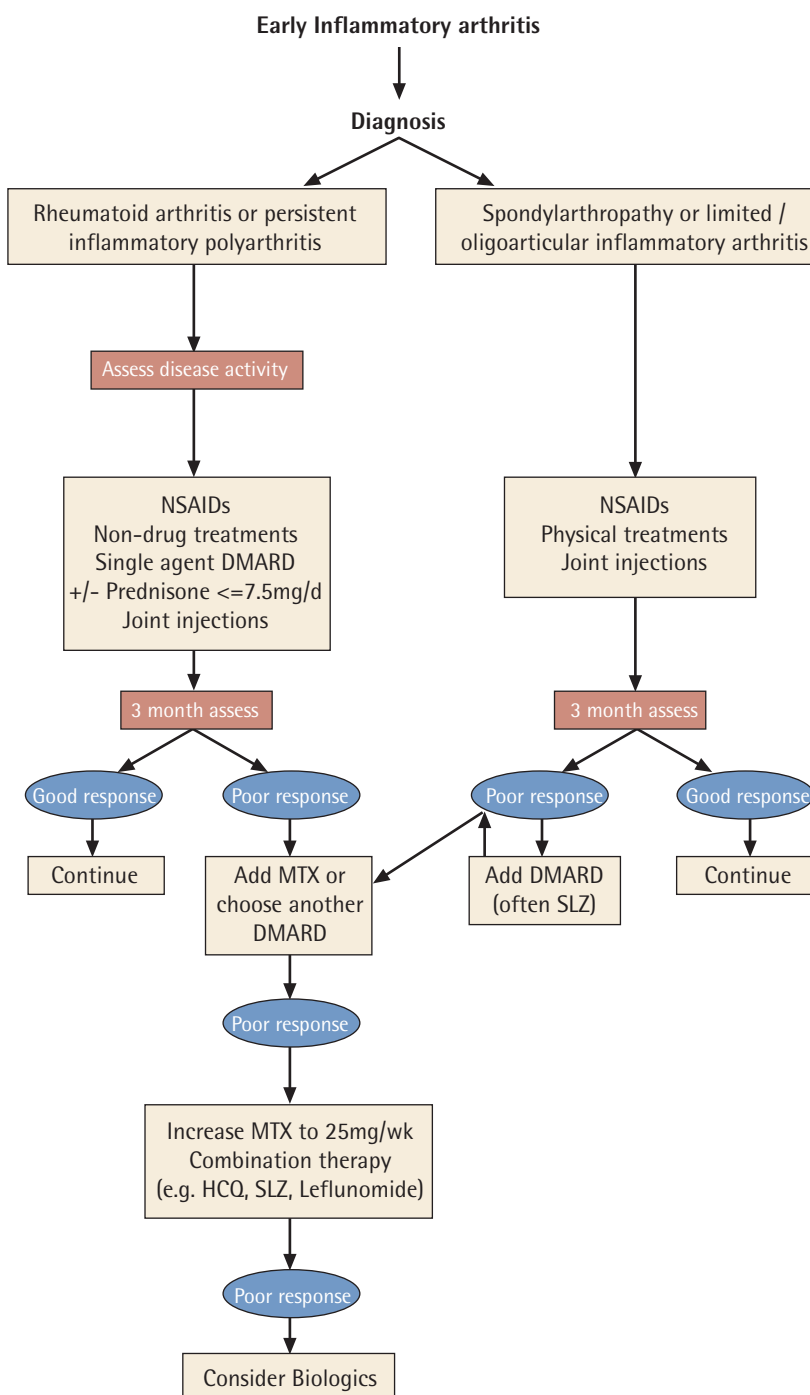 Early Inflammatory arthritis
Diagnosis
Rheumatoid arthritis or persistent
inflammatory polyarthritis
Spondylarthropathy or limited /
oligoarticular inflammatory arthritis
Assess disease activity
NSAIDs
Non-drug treatments
Single agent DMARD
+/- Prednisone <=7.5mg/d
Joint injections
NSAIDs
Physical treatments
Joint injections
3 month assess
3 month assess
Good response
Poor response
Poor response
Good response
Continue
Add MTX or
choose another
DMARD
Add DMARD
(often SLZ)
Continue
Poor response
Increase MTX to 25mg/wk
Combination therapy
(e.g. HCQ, SLZ, Leflunomide)
Poor response
Consider Biologics